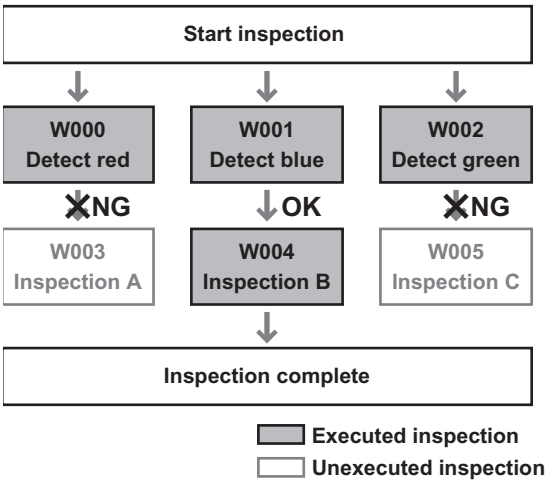 Start inspection
W000
Detect red
W001
Detect blue
W002
Detect green
NG
OK
NG
W003
Inspection A
W004
Inspection B
W005
Inspection C
Inspection complete
Executed inspection
Unexecuted inspection